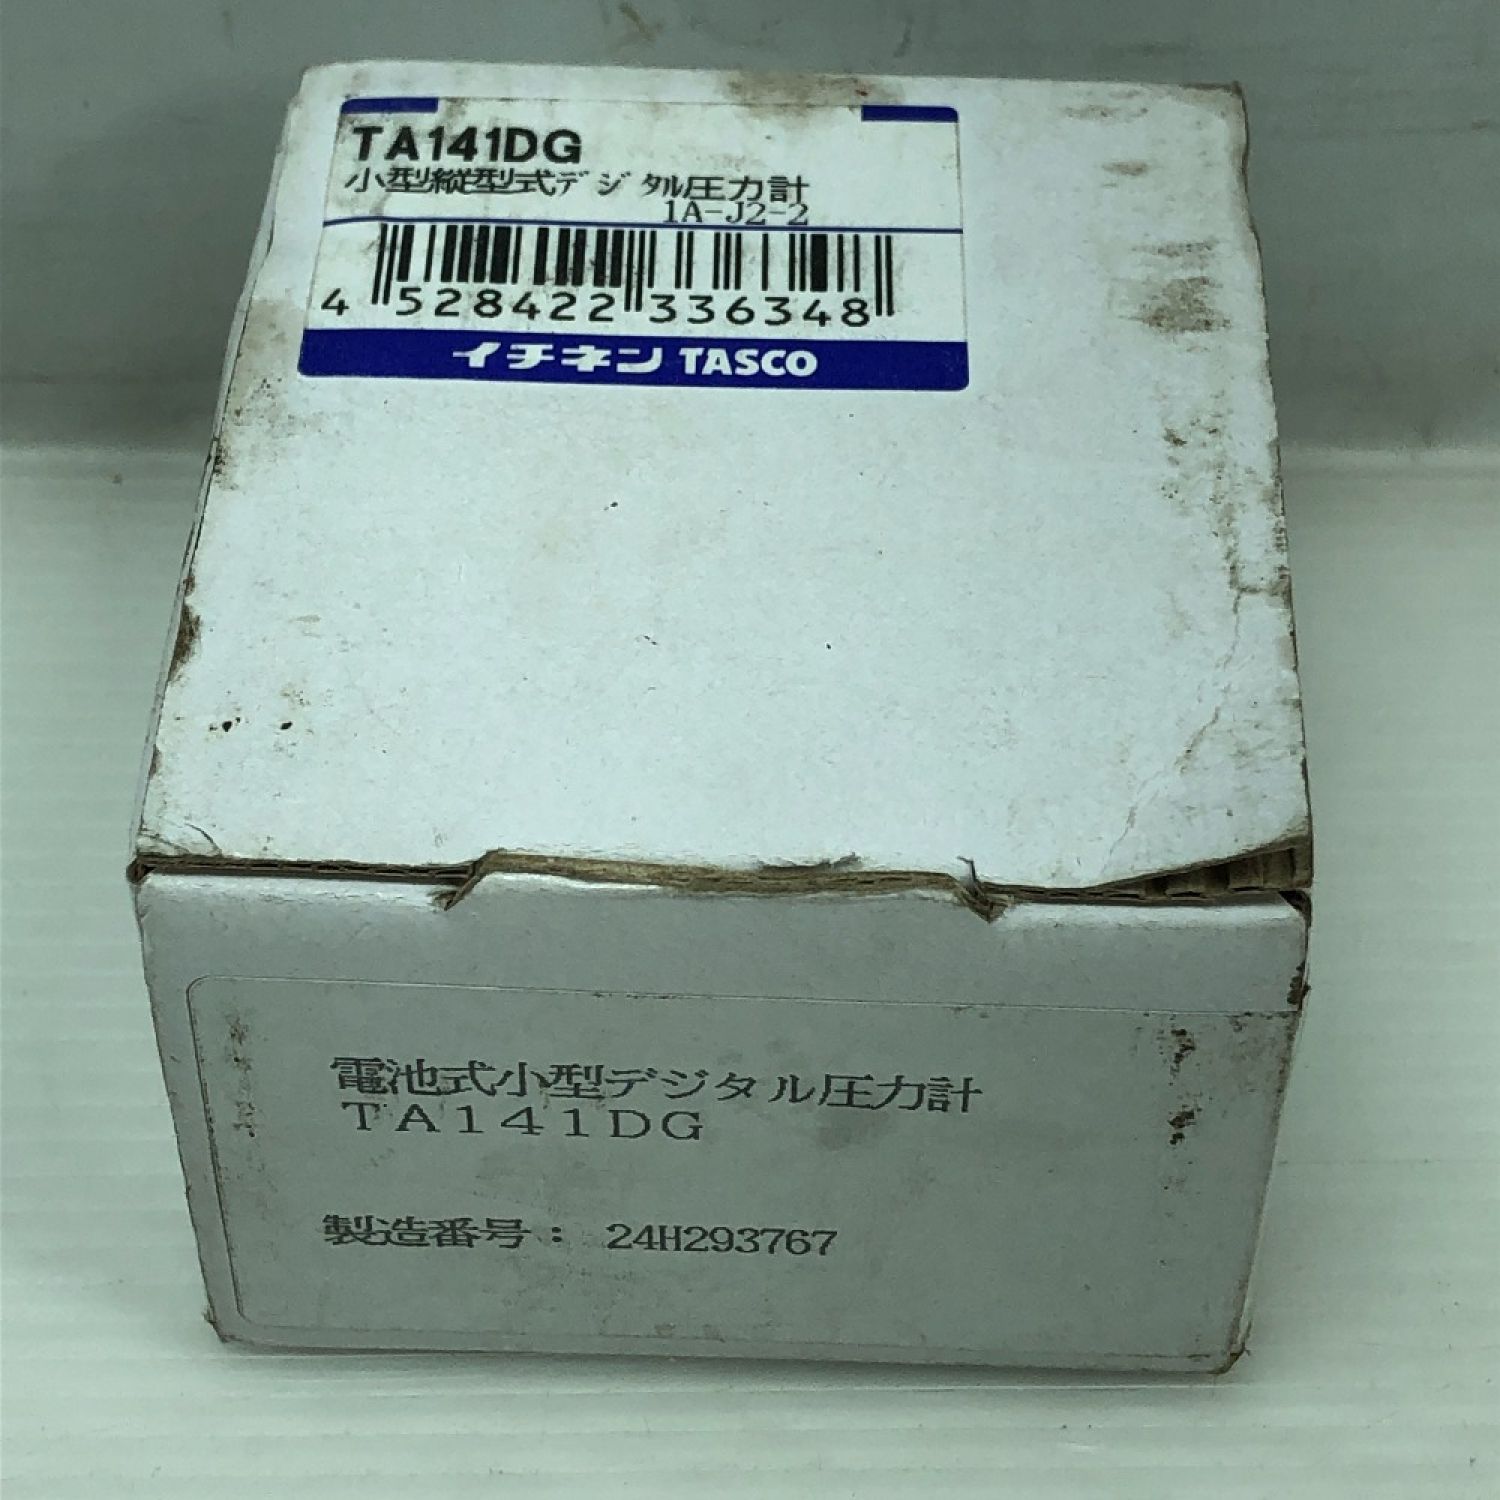 TA141DG
小型縦型式デジタル圧力計
1A-J2-2
4 528422 336348
イチネン TASCO
電池式小型デジタル圧力計
TA141DG
製造番号: 24H293767